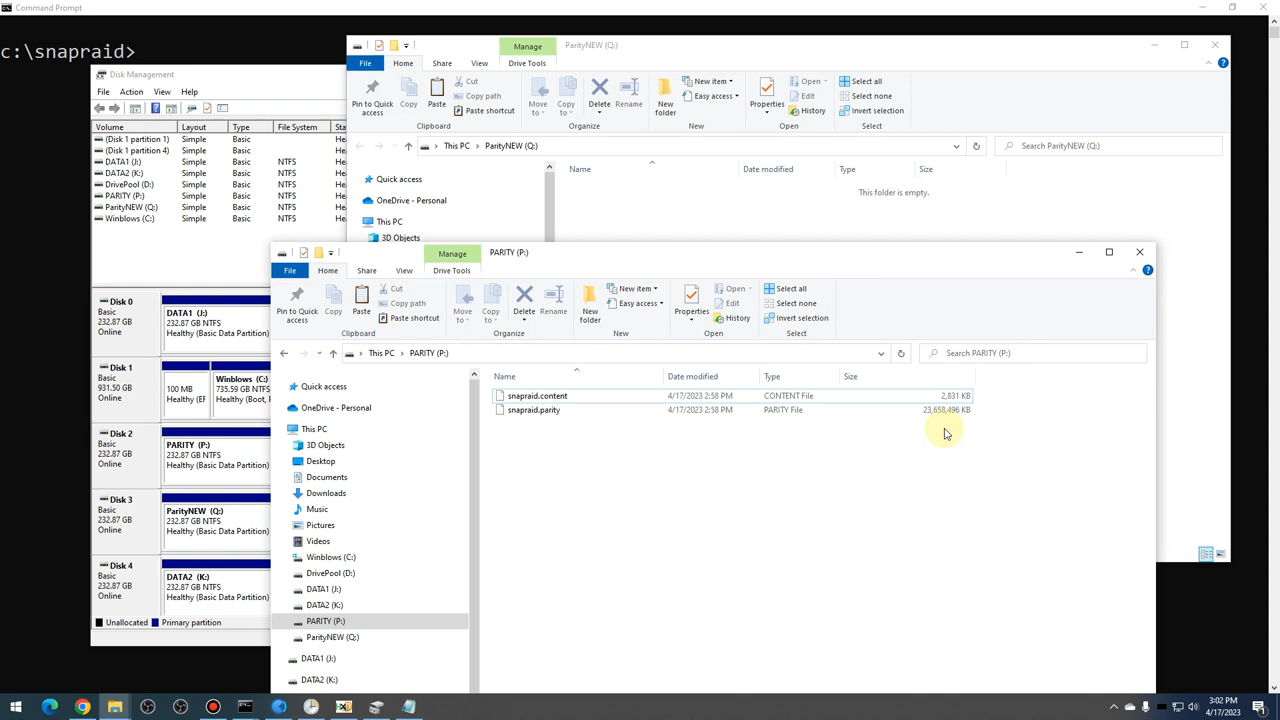 Command Prompt
c:\snapraid>
Disk Management
File Action View Help
Volume Layout Type File System Sta
(Disk 1 partition 1) Simple Basic He
(Disk 1 partition 4) Simple Basic He
DATA1 (J:) Simple Basic NTFS He
DATA2 (K:) Simple Basic NTFS He
DrivePool (D:) Simple Basic NTFS He
PARITY (P:) Simple Basic NTFS He
ParityNEW (Q:) Simple Basic NTFS He
Winblows (C:) Simple Basic NTFS He
Disk 0
Basic
232.87 GB
Online
DATA1 (J:)
232.87 GB NTFS
Healthy (Basic Data Partition)
Disk 1
Basic
931.50 GB
Online
100 MB
Healthy (EF
Winblows (C:)
735.59 GB NTFS
Healthy (Boot, P
Disk 2
Basic
232.87 GB
Online
PARITY (P:)
232.87 GB NTFS
Healthy (Basic Data Partition)
Disk 3
Basic
232.87 GB
Online
ParityNEW (Q:)
232.87 GB NTFS
Healthy (Basic Data Partition)
Disk 4
Basic
232.87 GB
Online
DATA2 (K:)
232.87 GB NTFS
Healthy (Basic Data Partition)
Unallocated Primary partition
Manage ParityNEW (Q:)
File Home Share View Drive Tools
Pin to Quick access
Copy
Paste
Cut
Copy path
Paste shortcut
Move to
Copy to
Delete
Rename
New folder
New item
Easy access
Properties
Open
Edit
History
Select all
Select none
Invert selection
Clipboard Organize New Open Select
This PC ParityNEW (Q:) Search ParityNEW (Q:)
Quick access
OneDrive - Personal
This PC
3D Objects
Name Date modified Type Size
This folder is empty.
Manage PARITY (P:)
File Home Share View Drive Tools
Pin to Quick access
Copy
Paste
Cut
Copy path
Paste shortcut
Move to
Copy to
Delete
Rename
New folder
New item
Easy access
Properties
Open
Edit
History
Select all
Select none
Invert selection
Clipboard Organize New Open Select
This PC PARITY (P:) Search PARITY (P:)
Quick access
OneDrive - Personal
This PC
3D Objects
Desktop
Documents
Downloads
Music
Pictures
Videos
Winblows (C:)
DrivePool (D:)
DATA1 (J:)
DATA2 (K:)
PARITY (P:)
ParityNEW (Q:)
DATA1 (J:)
DATA2 (K:)
Name Date modified Type Size
snapraid.content 4/17/2023 2:58 PM CONTENT File 2,831 KB
snapraid.parity 4/17/2023 2:58 PM PARITY File 23,658,496 KB
3:02 PM
4/17/2023